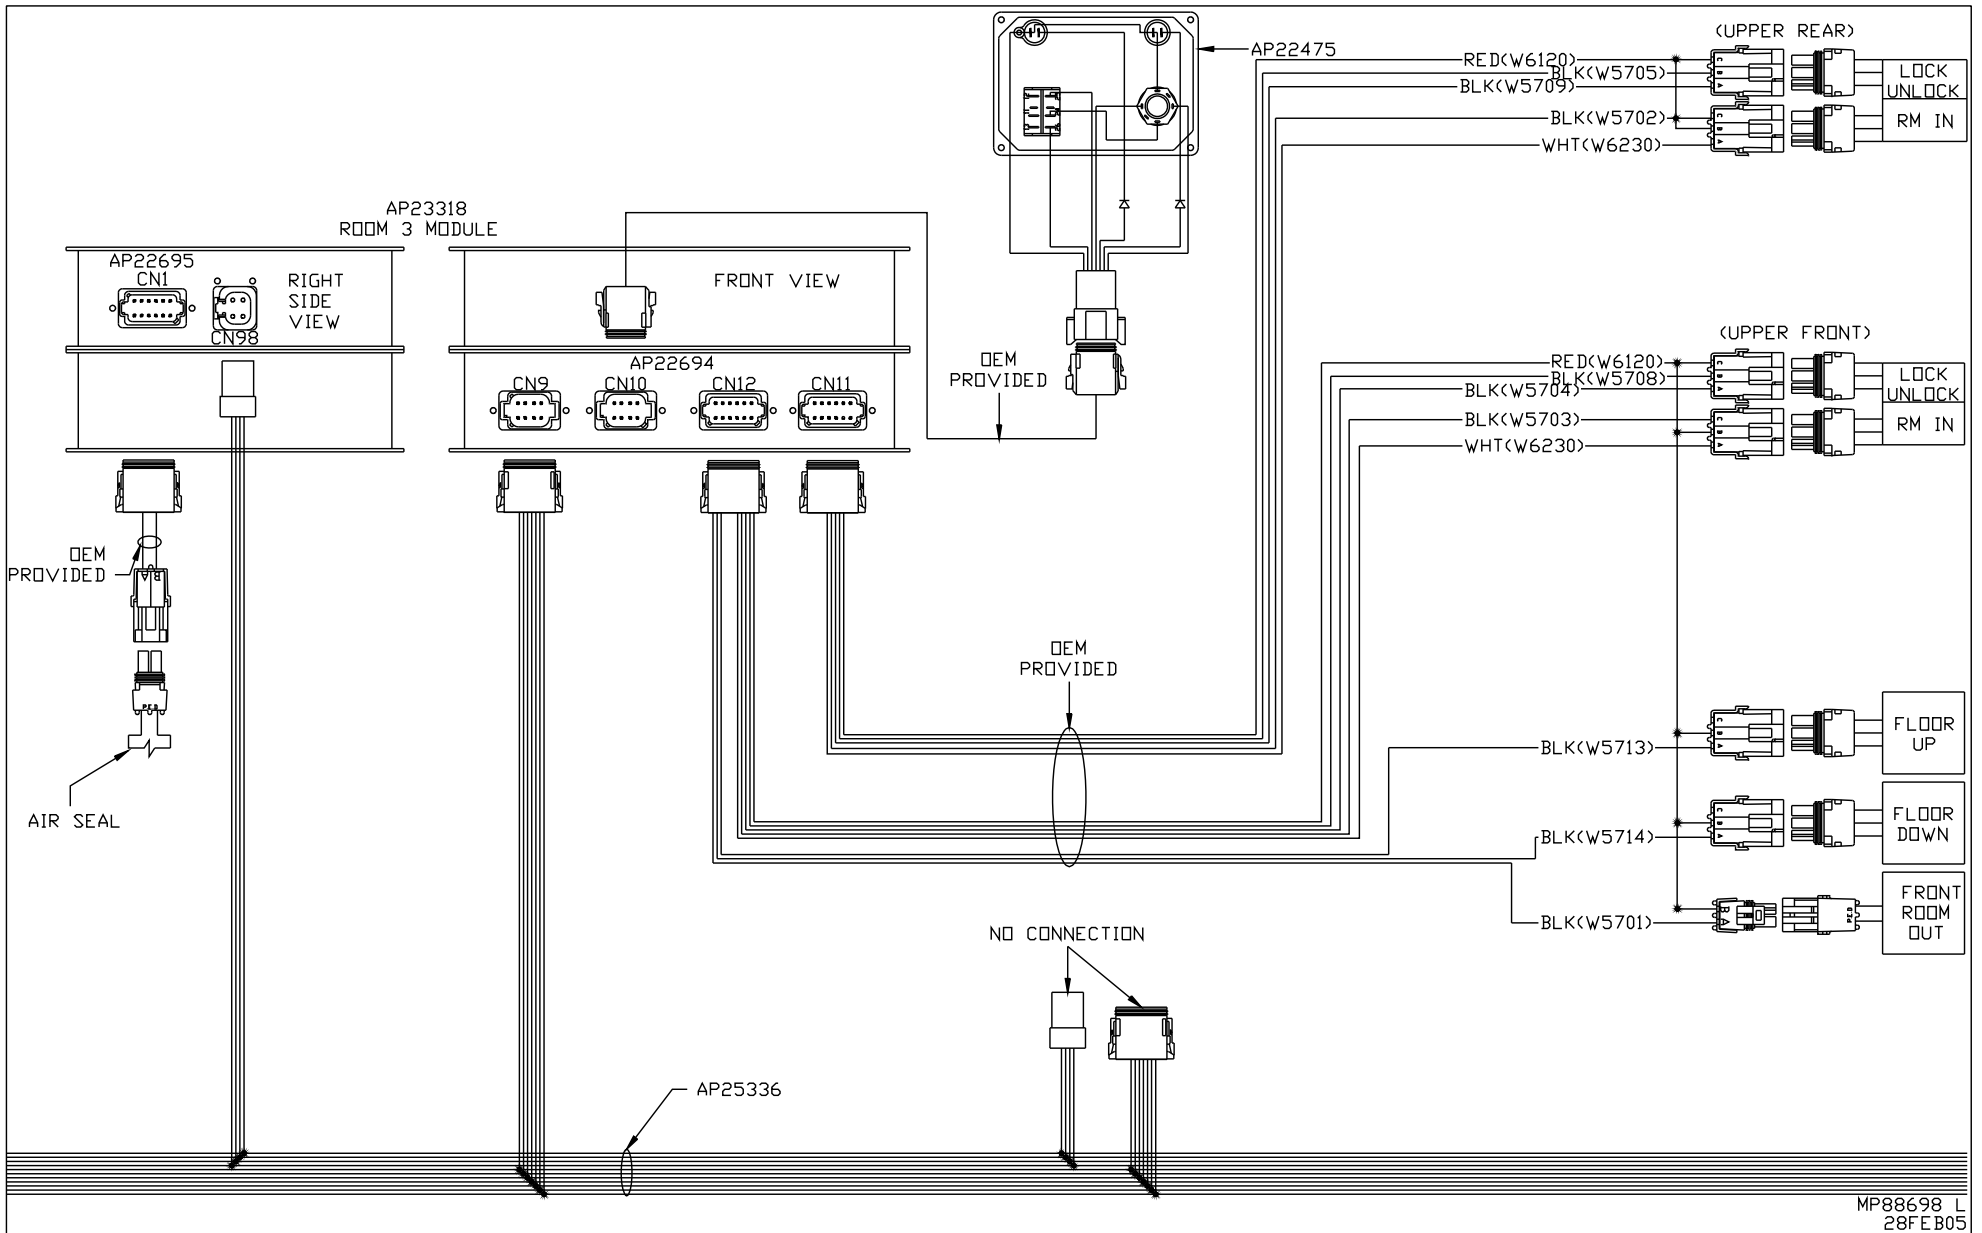 (UPPER REAR)
AP22475
RED(W6120)
BLK(W5705)
BLK(W5709)
BLK(W5702)
WHT(W6230)
C
B
A
C
B
A
LOCK
UNLOCK
RM IN
AP23318
ROOM 3 MODULE
AP22695
CN1
RIGHT
SIDE
VIEW
CN98
FRONT VIEW
AP22694
CN9
CN10
CN12
CN11
OEM
PROVIDED
(UPPER FRONT)
RED(W6120)
BLK(W5708)
BLK(W5704)
BLK(W5703)
WHT(W6230)
C
B
A
C
B
A
LOCK
UNLOCK
RM IN
OEM
PROVIDED
A B
P.E.D
AIR SEAL
OEM
PROVIDED
BLK(W5713)
C
B
A
FLOOR
UP
BLK(W5714)
C
B
A
FLOOR
DOWN
BLK(W5701)
B
A
P.E.D
FRONT
ROOM
OUT
NO CONNECTION
AP25336
MP88698 L
28FEB05